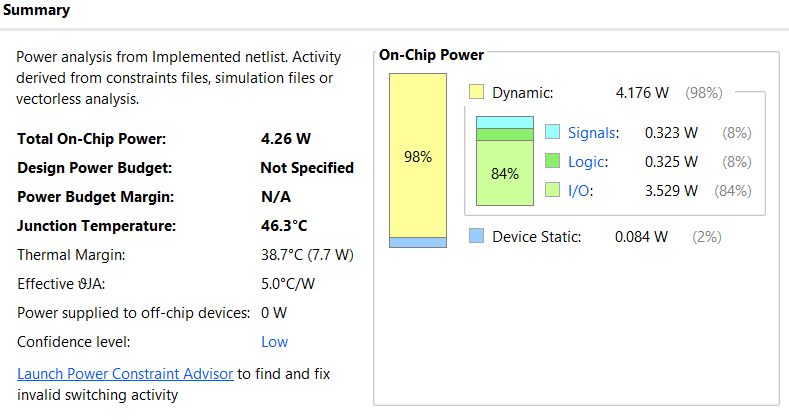 Summary
Power analysis from Implemented netlist. Activity
derived from constraints files, simulation files or
vectorless analysis.
Total On-Chip Power: 4.26 W
Design Power Budget: Not Specified
Power Budget Margin: N/A
Junction Temperature: 46.3°C
Thermal Margin: 38.7°C (7.7 W)
Effective ϑJA: 5.0°C/W
Power supplied to off-chip devices: 0 W
Confidence level: Low
Launch Power Constraint Advisor to find and fix
invalid switching activity
On-Chip Power
98%
Dynamic: 4.176 W (98%)
84%
Signals: 0.323 W (8%)
Logic: 0.325 W (8%)
I/O: 3.529 W (84%)
Device Static: 0.084 W (2%)